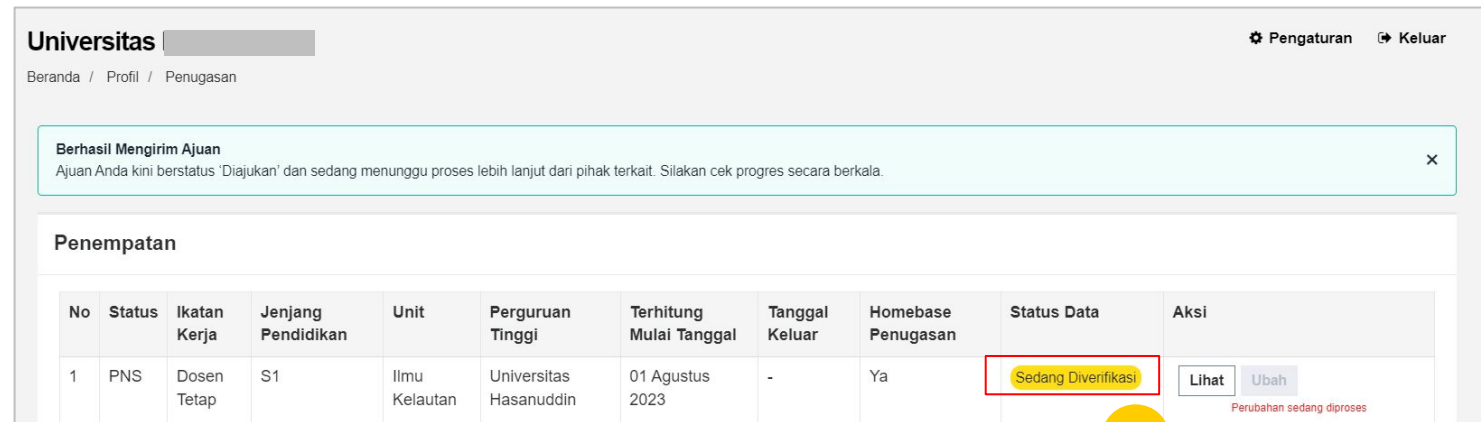 Universitas
Pengaturan Keluar
Beranda / Profil / Penugasan
Berhasil Mengirim Ajuan
Ajuan Anda kini berstatus ‘Diajukan’ dan sedang menunggu proses lebih lanjut dari pihak terkait. Silakan cek progres secara berkala.
×
Penempatan
No Status Ikatan Jenjang Unit Perguruan Terhitung Tanggal Homebase Status Data Aksi
Kerja Pendidikan Tinggi Mulai Tanggal Keluar Penugasan
1 PNS Dosen S1 Ilmu Universitas 01 Agustus - Ya Sedang Diverifikasi Lihat Ubah
Tetap Kelautan Hasanuddin 2023 Perubahan sedang diproses